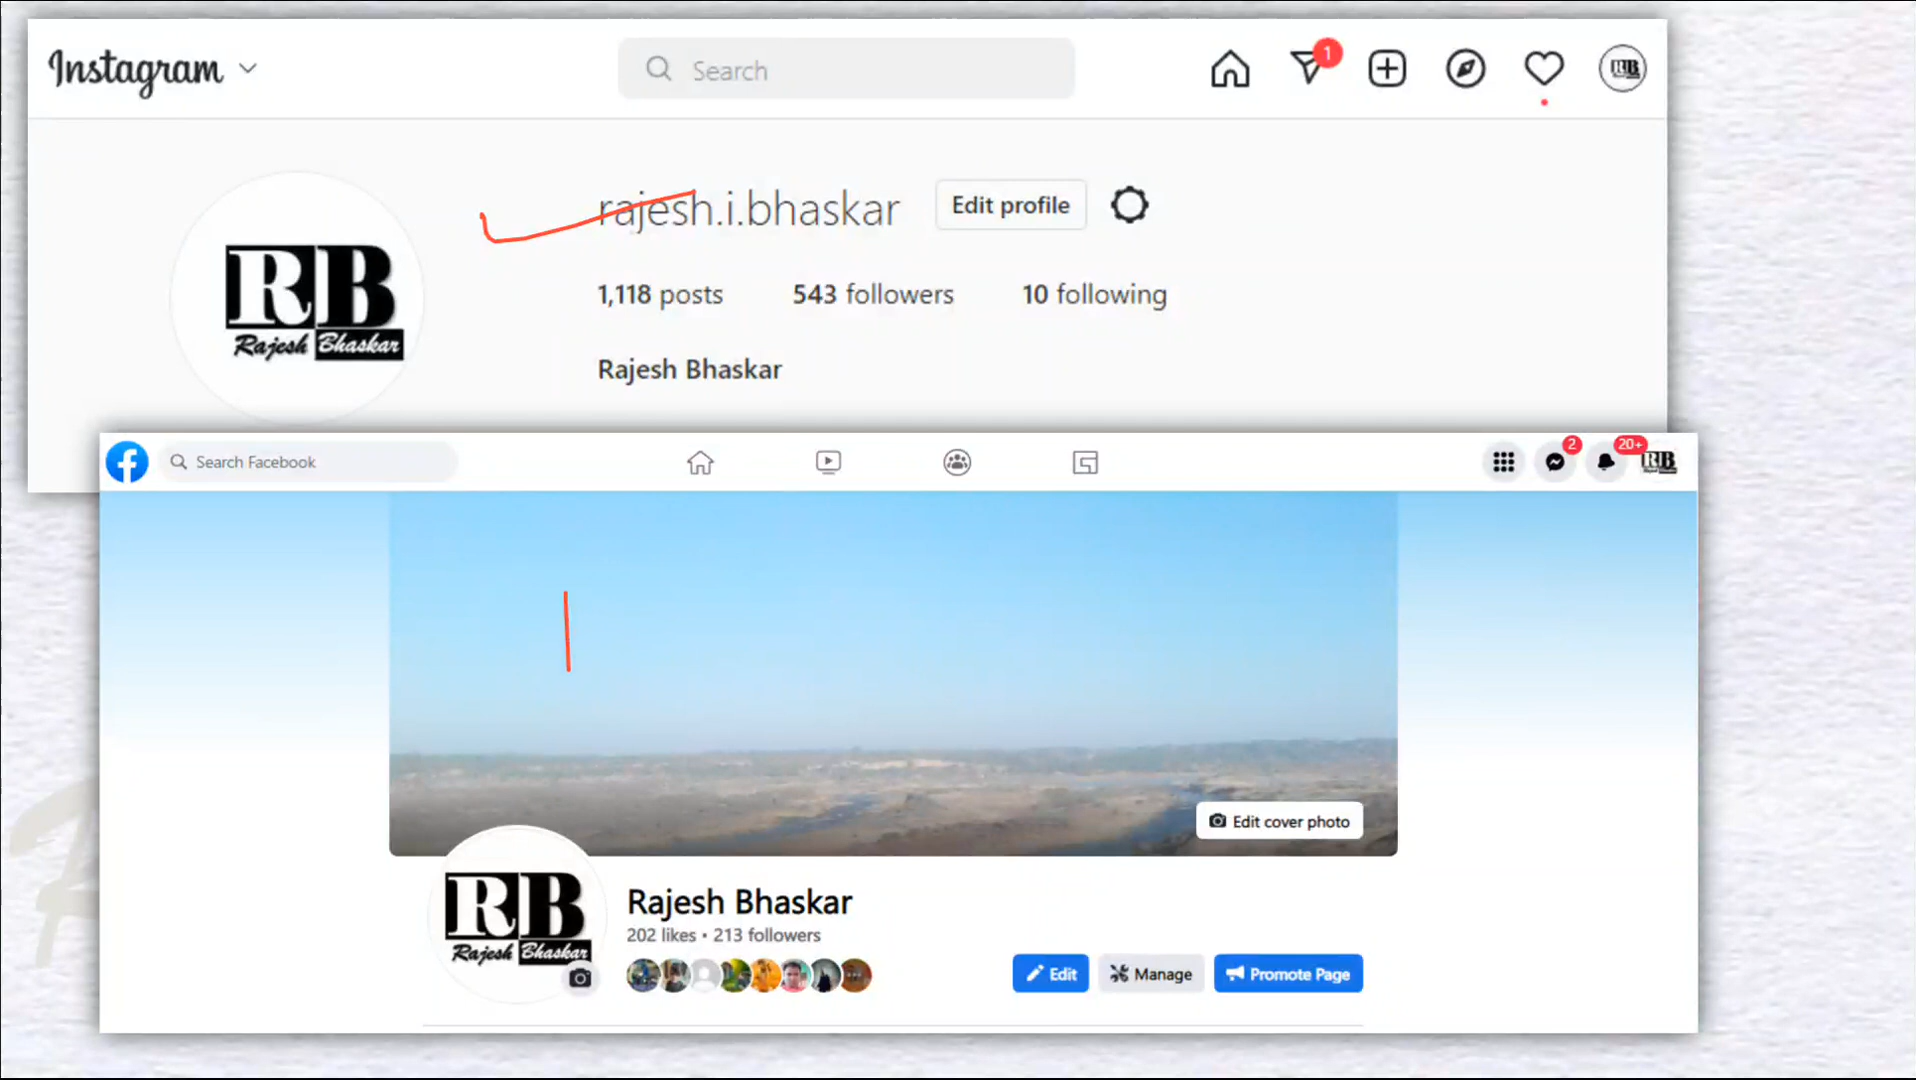 Instagram
Search
1
RB
rajesh.i.bhaskar
Edit profile
1,118 posts
543 followers
10 following
RB
Rajesh Bhaskar
Rajesh Bhaskar
Search Facebook
2
20+
RB
Edit cover photo
RB
Rajesh Bhaskar
Rajesh Bhaskar
202 likes • 213 followers
Edit
Manage
Promote Page